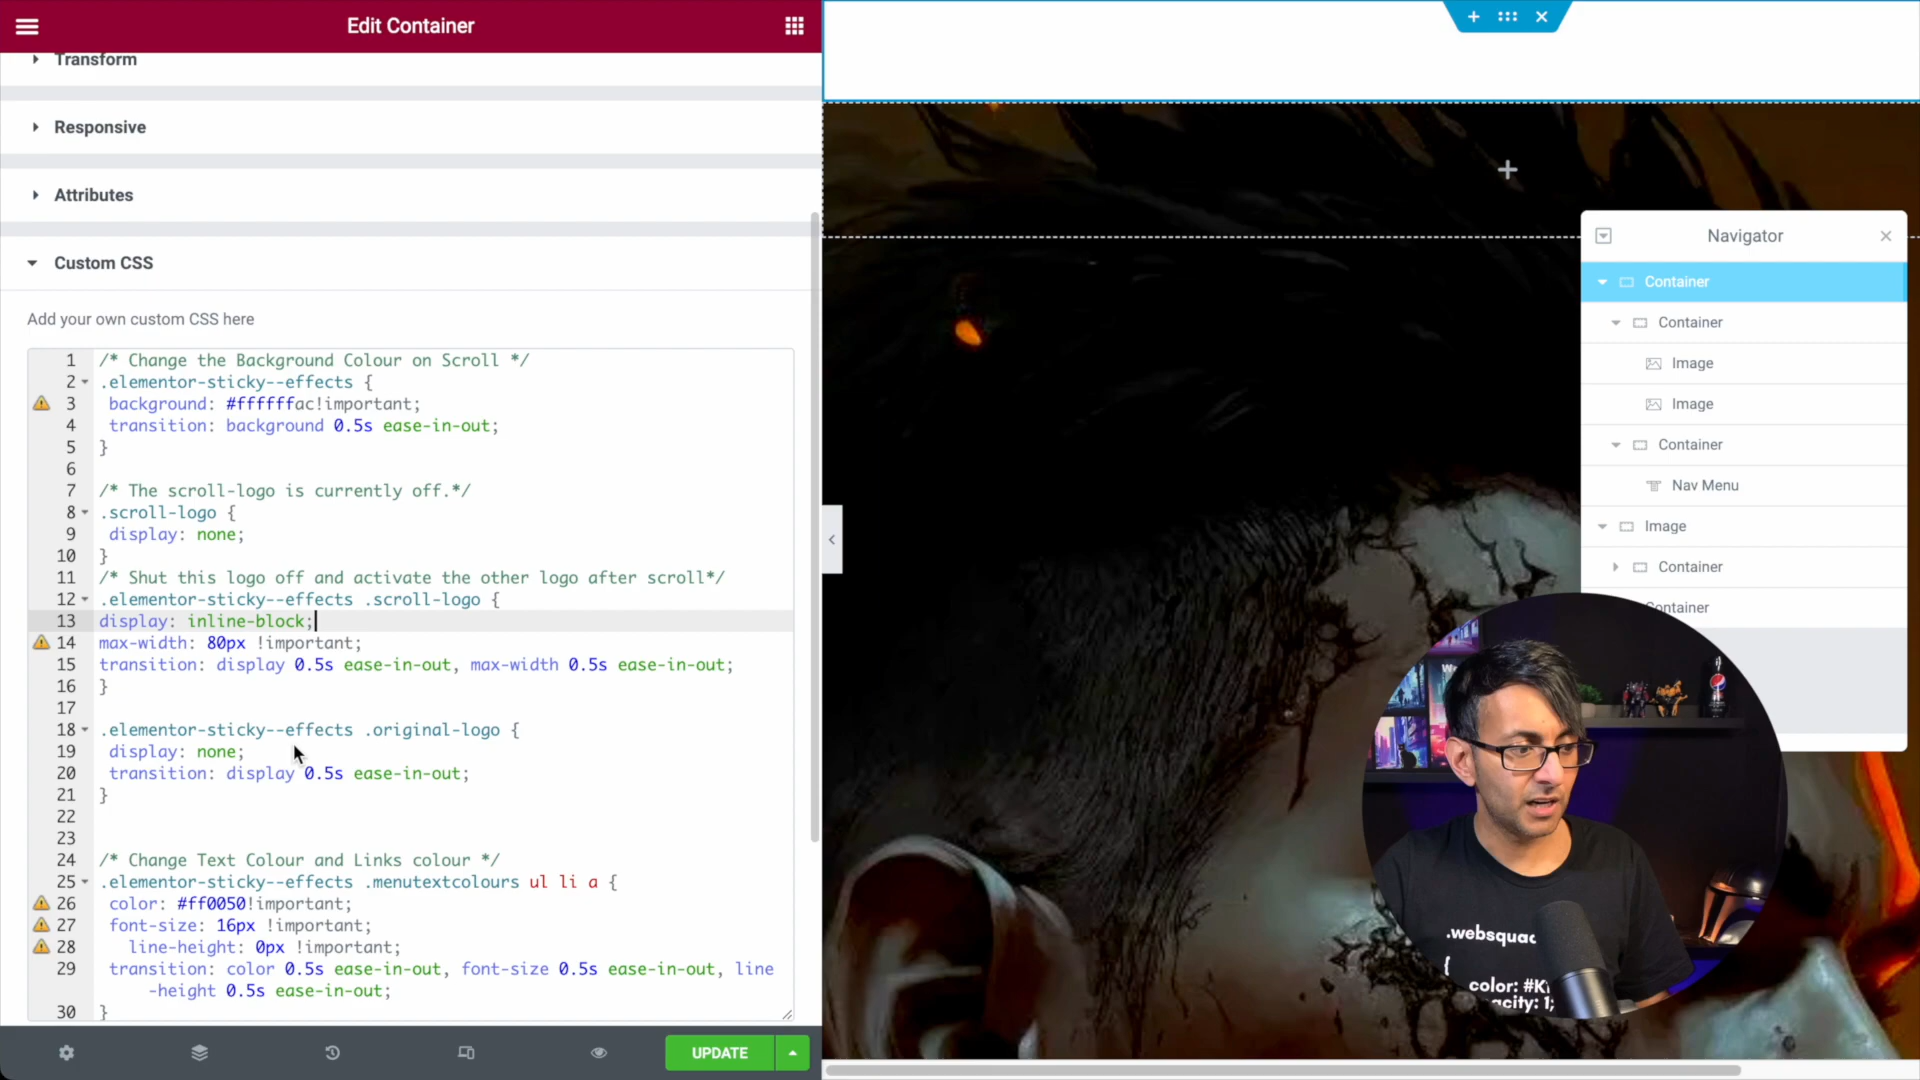 Edit Container
Transform
Responsive
Attributes
Custom CSS
Add your own custom CSS here
1 /* Change the Background Colour on Scroll */
2 .elementor-sticky--effects {
3 background: #ffffffac!important;
4 transition: background 0.5s ease-in-out;
5 }
6
7 /* The scroll-logo is currently off.*/
8 .scroll-logo {
9 display: none;
10 }
11 /* Shut this logo off and activate the other logo after scroll*/
12 .elementor-sticky--effects .scroll-logo {
13 display: inline-block;
14 max-width: 80px !important;
15 transition: display 0.5s ease-in-out, max-width 0.5s ease-in-out;
16 }
17
18 .elementor-sticky--effects .original-logo {
19 display: none;
20 transition: display 0.5s ease-in-out;
21 }
22
23
24 /* Change Text Colour and Links colour */
25 .elementor-sticky--effects .menutextcolours ul li a {
26 color: #ff0050!important;
27 font-size: 16px !important;
28 line-height: 0px !important;
29 transition: color 0.5s ease-in-out, font-size 0.5s ease-in-out, line
-height 0.5s ease-in-out;
30 }
UPDATE
Navigator
Container
Container
Image
Image
Container
Nav Menu
Image
Container
Container
.websquad
{
color: #K
opacity: 1;